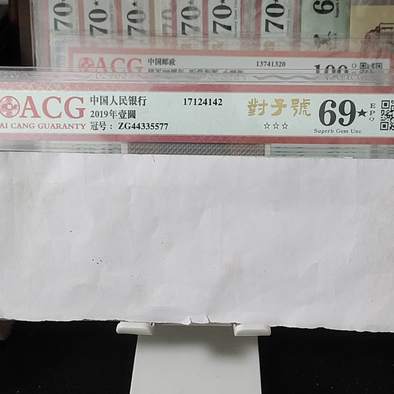 70★ 70★ 70★ 70★
中国邮政 13741320
100★
ACG 中国人民银行 17124142 對子號 69★ EPQ
AI CANG GUARANTY 2019年壹圆 ☆☆☆ Superb Gem Unc
冠号： ZG44335577